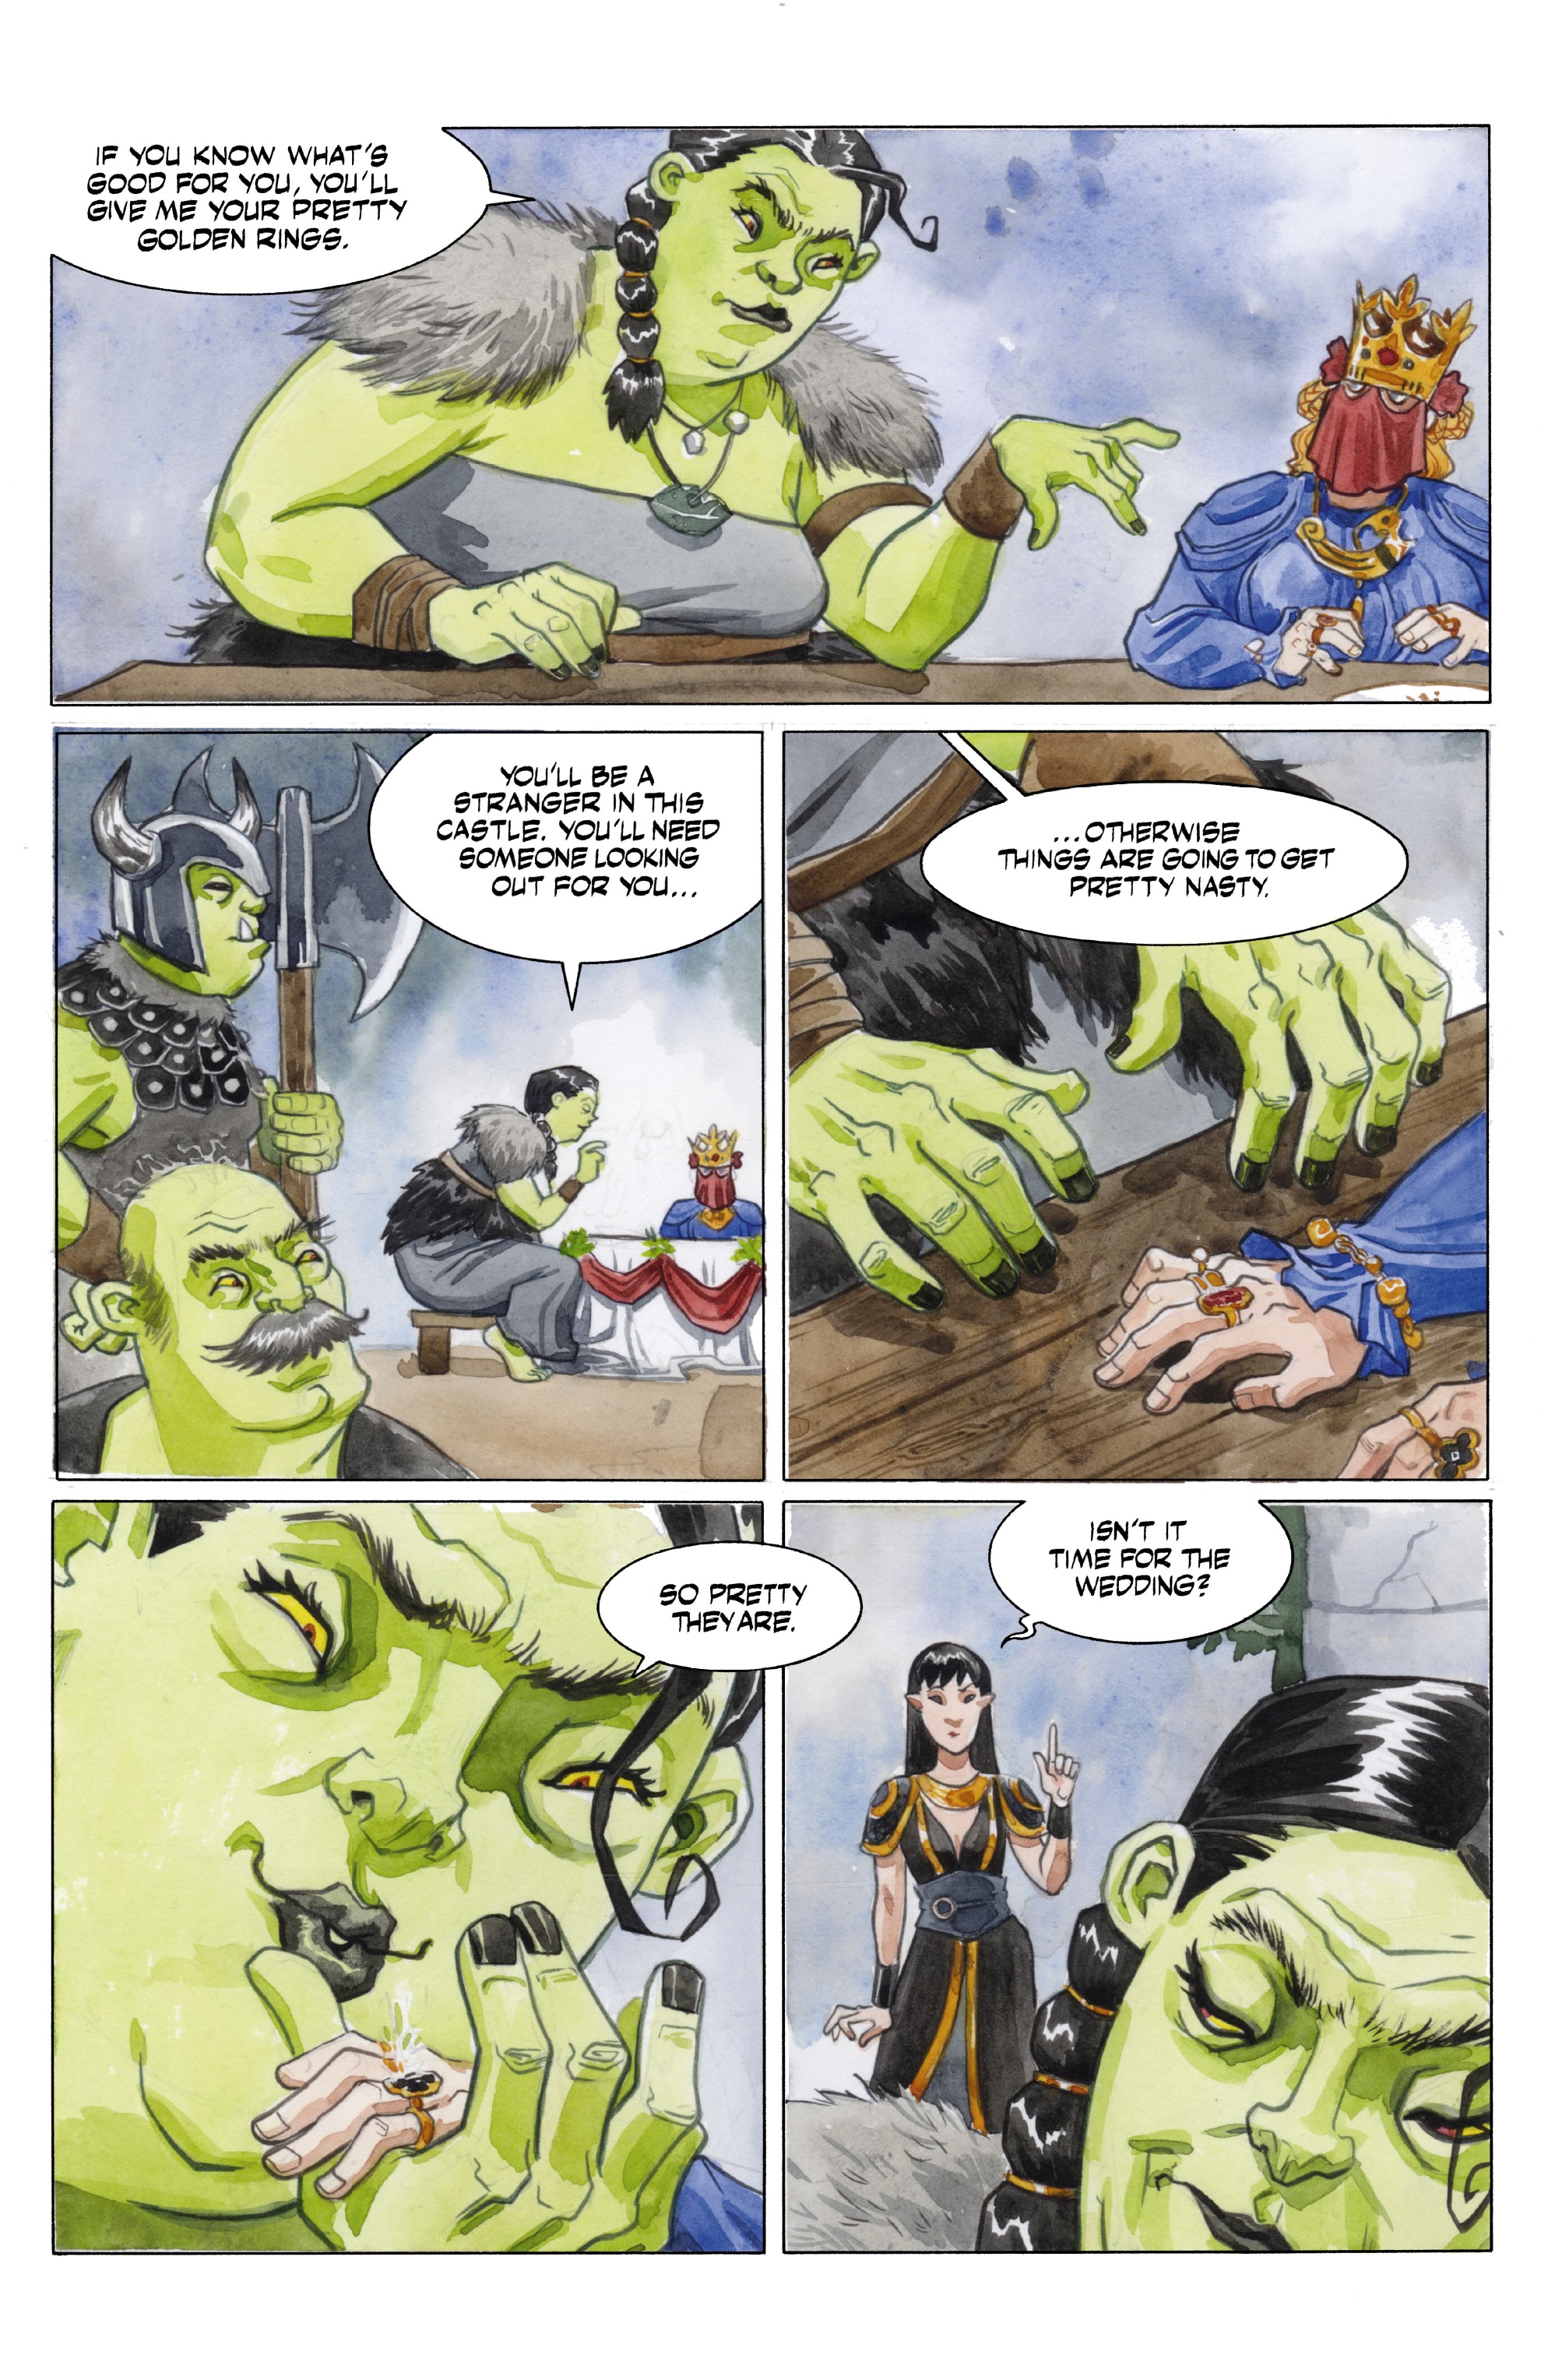 IF YOU KNOW WHAT'S
GOOD FOR YOU, YOU'LL
GIVE ME YOUR PRETTY
GOLDEN RINGS.
YOU'LL BE A
STRANGER IN THIS
CASTLE. YOU'LL NEED
SOMEONE LOOKING
OUT FOR YOU...
...OTHERWISE
THINGS ARE GOING TO GET
PRETTY NASTY.
SO PRETTY
THEY ARE.
ISN'T IT
TIME FOR THE
WEDDING?